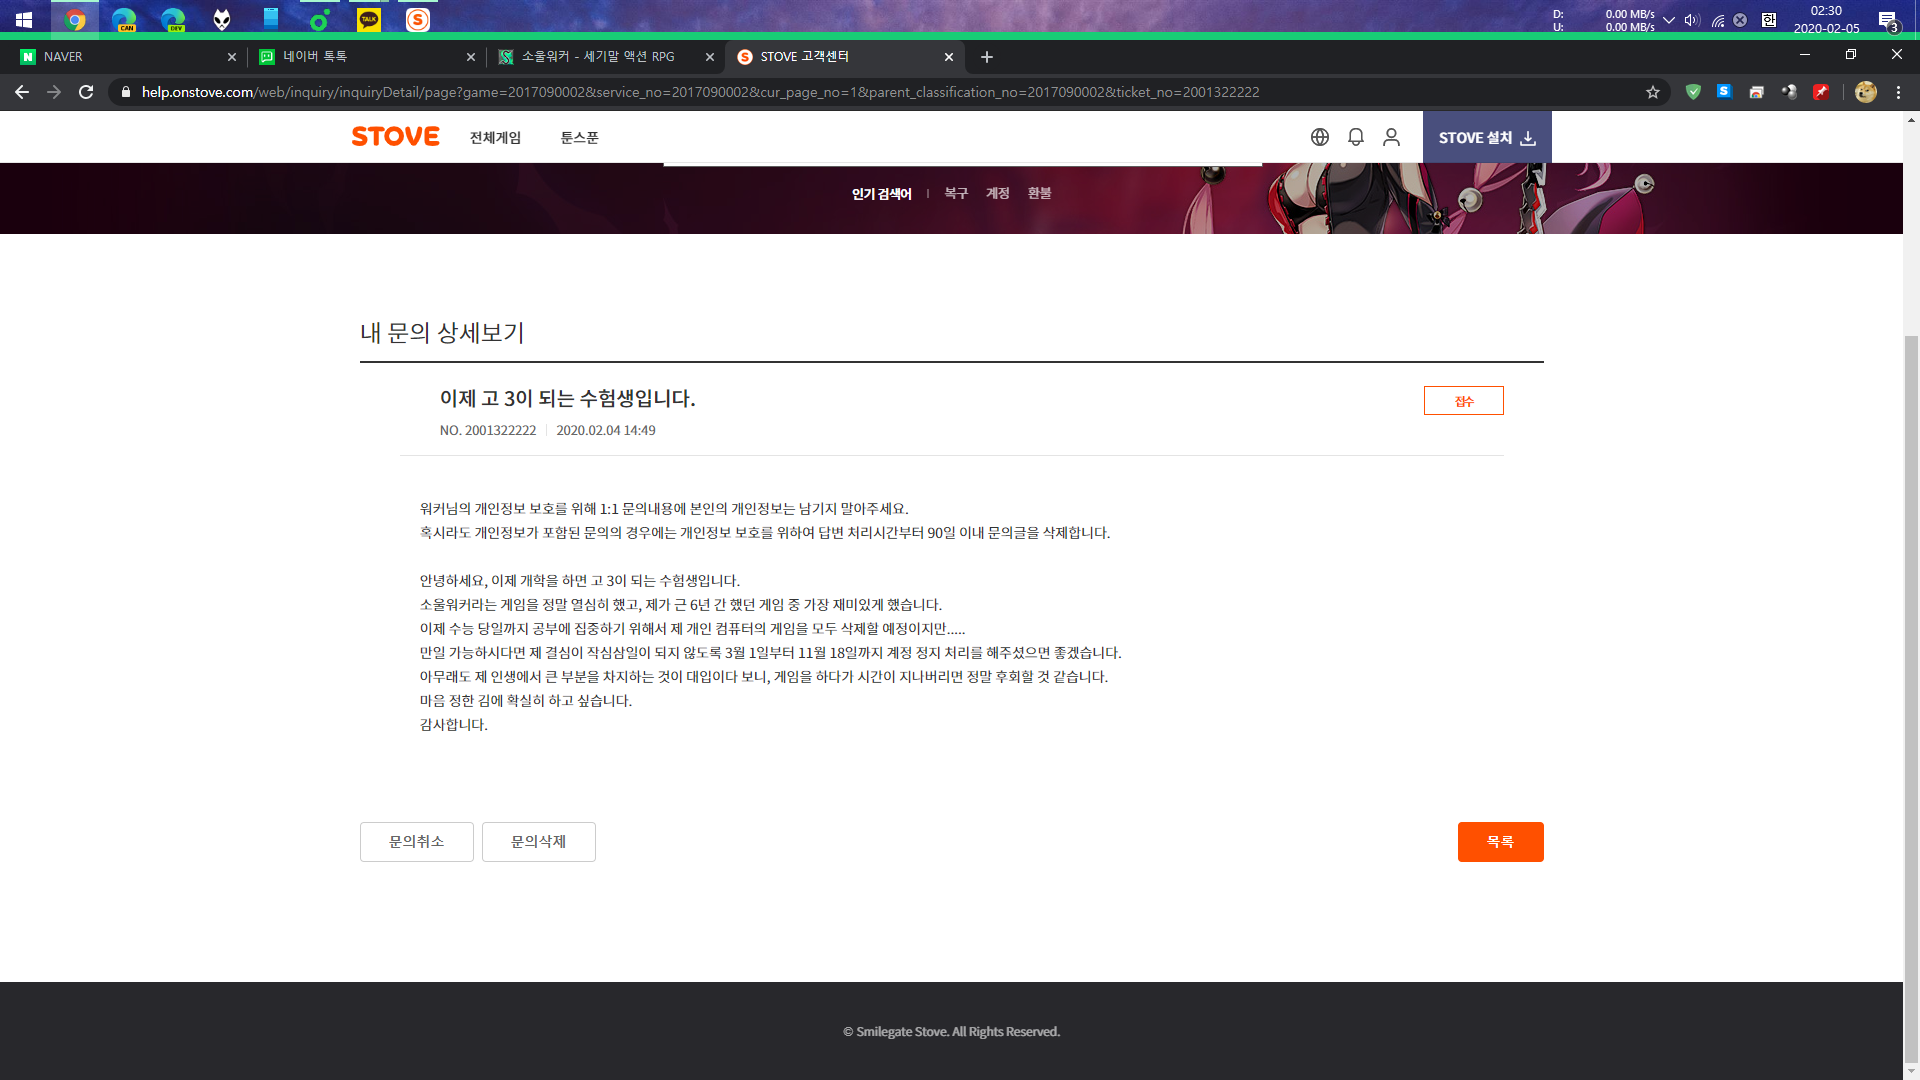 D: 0.00 MB/s
U: 0.00 MB/s
한
02:30
2020-02-05
3
CAN
DEV
TALK
S
N NAVER
네이버 톡톡
소울워커 - 세기말 액션 RPG
S STOVE 고객센터
help.onstove.com/web/inquiry/inquiryDetail/page?game=2017090002&service_no=2017090002&cur_page_no=1&parent_classification_no=2017090002&ticket_no=2001322222
STOVE 전체게임 툰스푼 STOVE 설치
인기 검색어 | 복구 계정 환불
내 문의 상세보기
이제 고 3이 되는 수험생입니다.
접수
NO. 2001322222 | 2020.02.04 14:49
워커님의 개인정보 보호를 위해 1:1 문의내용에 본인의 개인정보는 남기지 말아주세요.
혹시라도 개인정보가 포함된 문의의 경우에는 개인정보 보호를 위하여 답변 처리시간부터 90일 이내 문의글을 삭제합니다.
안녕하세요, 이제 개학을 하면 고 3이 되는 수험생입니다.
소울워커라는 게임을 정말 열심히 했고, 제가 근 6년 간 했던 게임 중 가장 재미있게 했습니다.
이제 수능 당일까지 공부에 집중하기 위해서 제 개인 컴퓨터의 게임을 모두 삭제할 예정이지만.....
만일 가능하시다면 제 결심이 작심삼일이 되지 않도록 3월 1일부터 11월 18일까지 계정 정지 처리를 해주셨으면 좋겠습니다.
아무래도 제 인생에서 큰 부분을 차지하는 것이 대입이다 보니, 게임을 하다가 시간이 지나버리면 정말 후회할 것 같습니다.
마음 정한 김에 확실히 하고 싶습니다.
감사합니다.
문의취소 문의삭제 목록
© Smilegate Stove. All Rights Reserved.